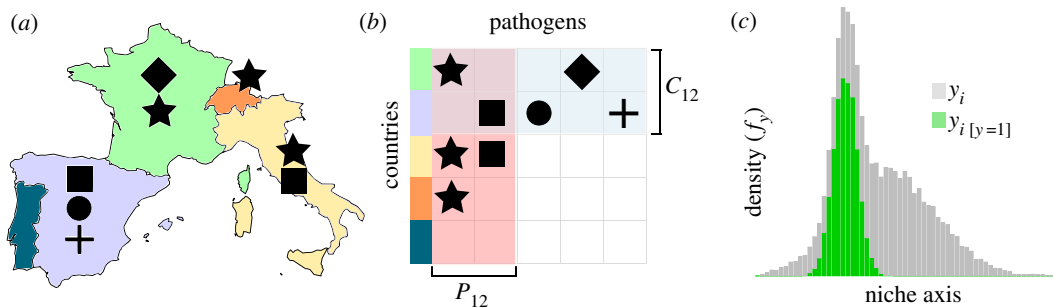 (a)
(b)
pathogens
countries
C12
P12
(c)
density (fy)
yi
yi [y=1]
niche axis